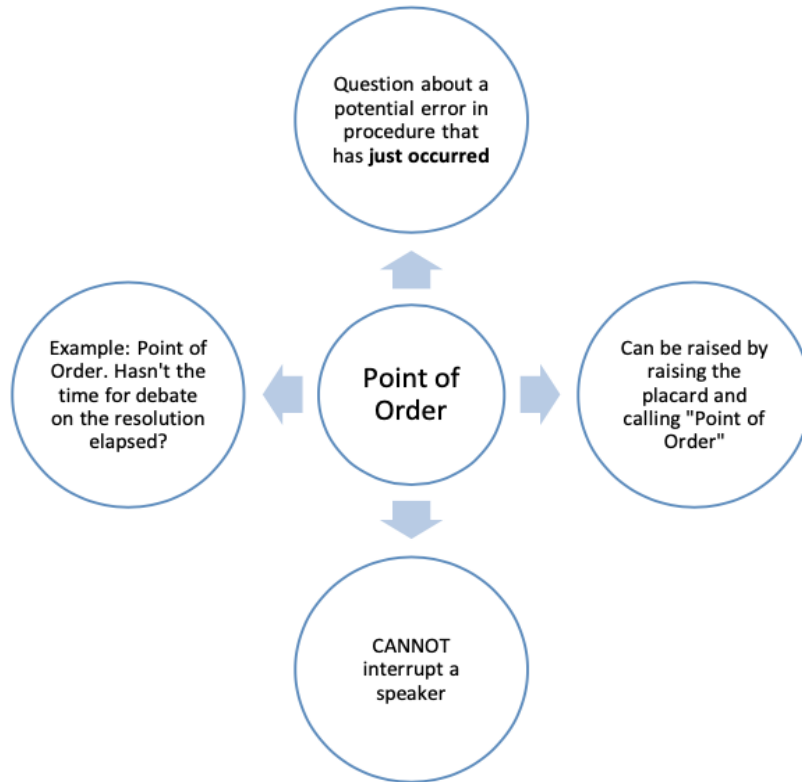 Question about a
potential error in
procedure that
has just occurred
Example: Point of
Order. Hasn't the
time for debate
on the resolution
elapsed?
Point of
Order
Can be raised by
raising the
placard and
calling "Point of
Order"
CANNOT
interrupt a
speaker